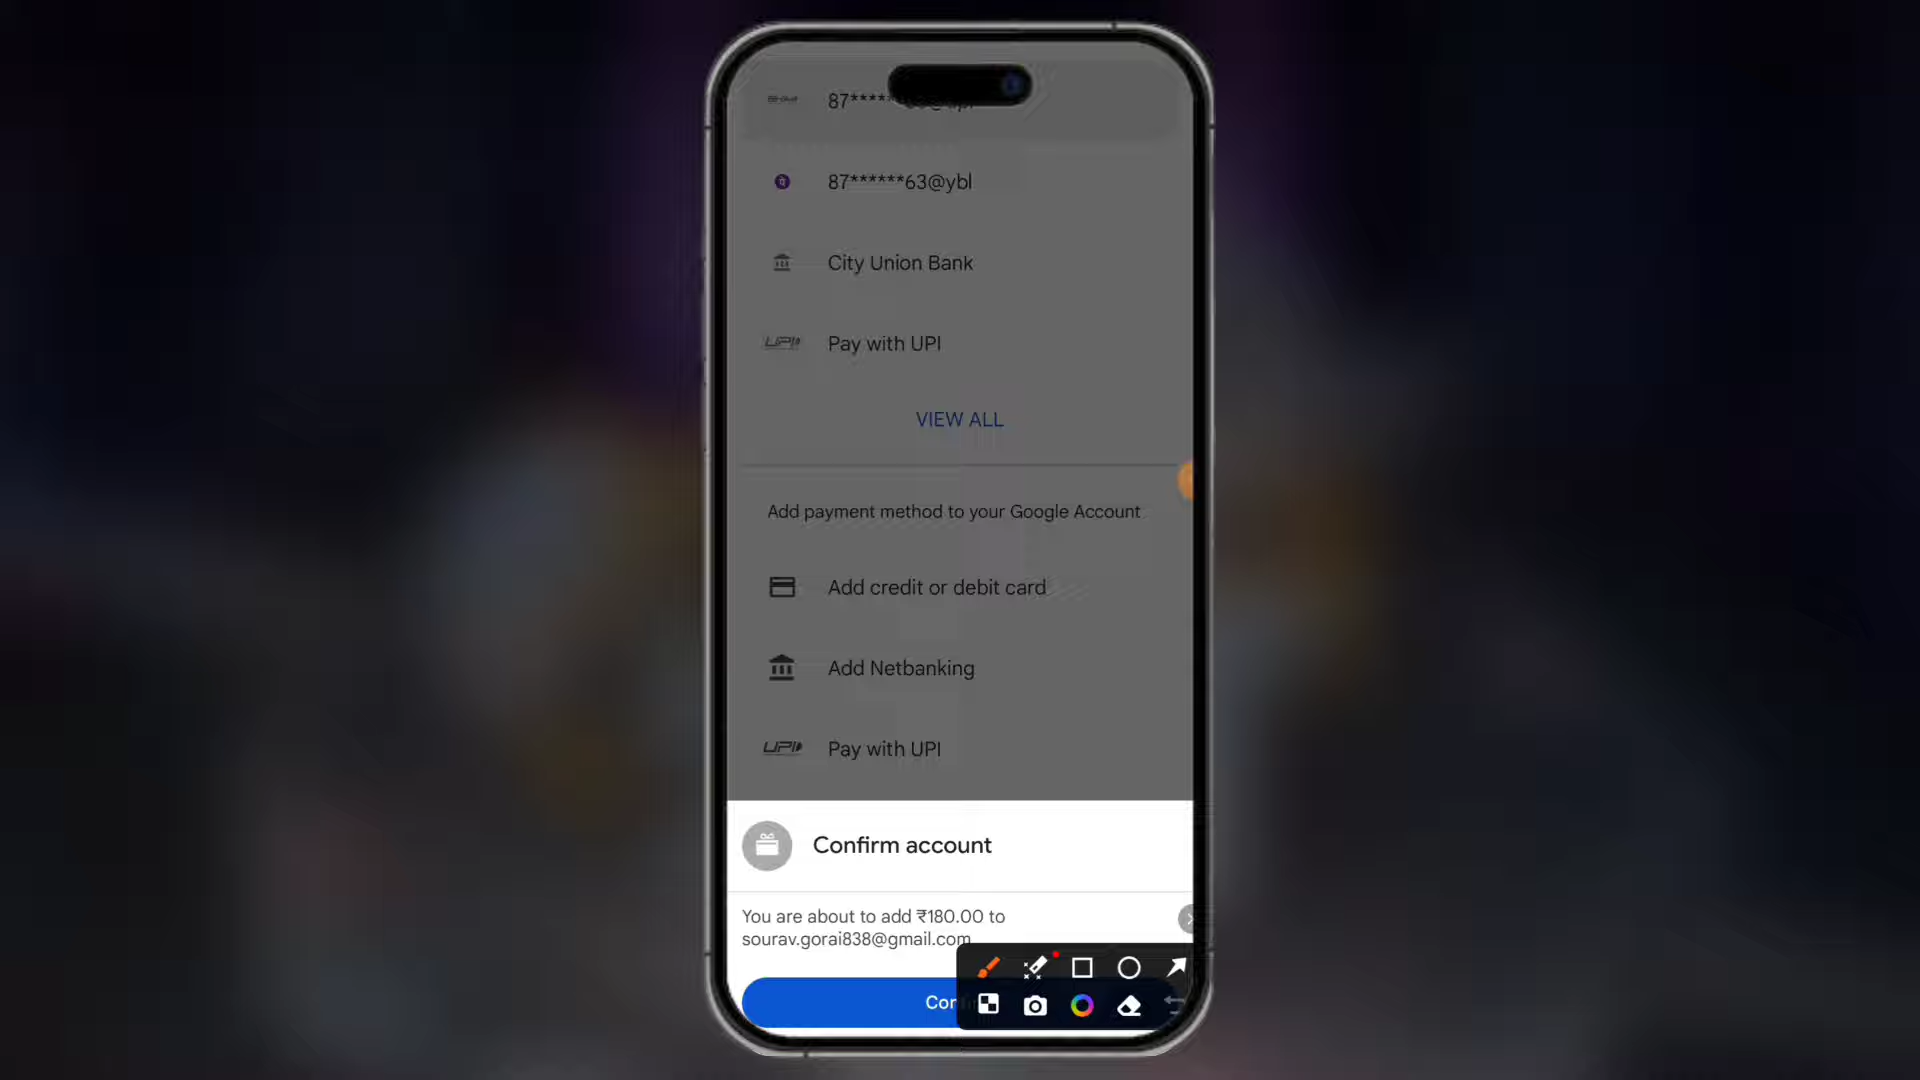 87******63@ybl
City Union Bank
UPI Pay with UPI
VIEW ALL
Add payment method to your Google Account
Add credit or debit card
Add Netbanking
UPI Pay with UPI
Confirm account
You are about to add ₹180.00 to
sourav.gorai838@gmail.com